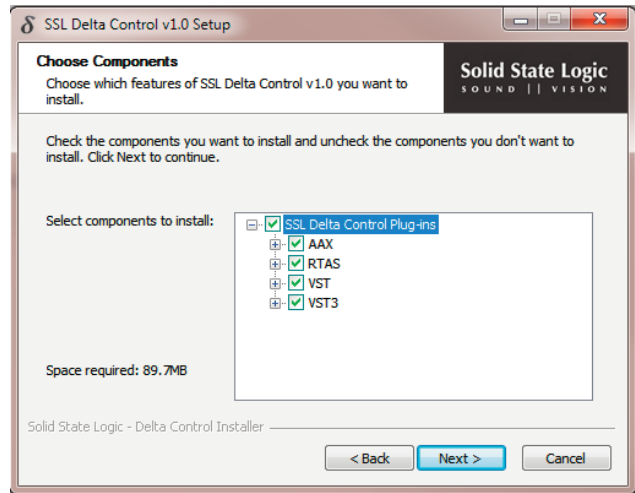 δ SSL Delta Control v1.0 Setup
Choose Components
Choose which features of SSL Delta Control v1.0 you want to
install.
Solid State Logic
SOUND || VISION
Check the components you want to install and uncheck the components you don't want to
install. Click Next to continue.
Select components to install:
SSL Delta Control Plug-ins
AAX
RTAS
VST
VST3
Space required: 89.7MB
Solid State Logic - Delta Control Installer
< Back
Next >
Cancel